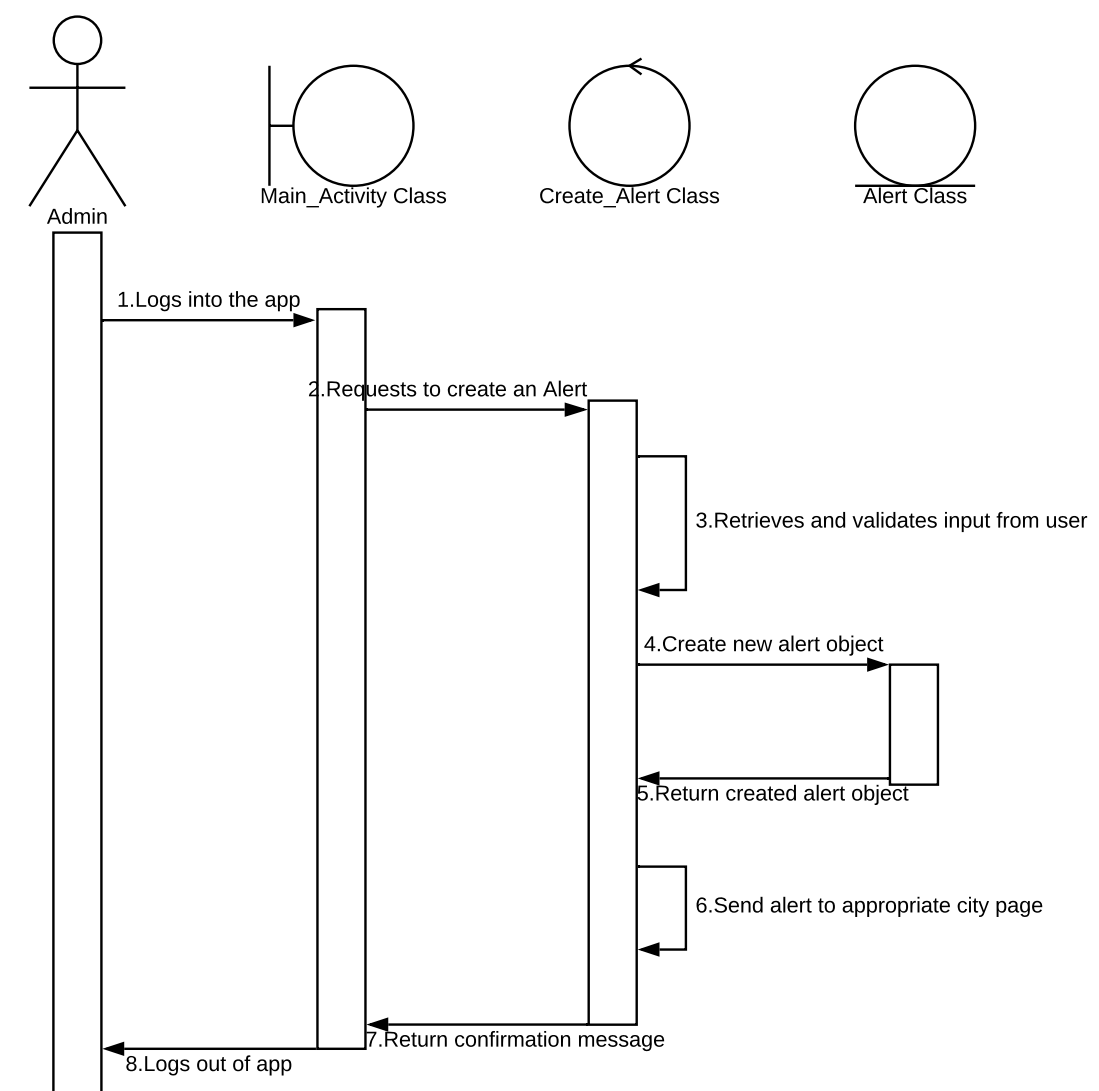 Admin
Main_Activity Class
Create_Alert Class
Alert Class
1.Logs into the app
2.Requests to create an Alert
3.Retrieves and validates input from user
4.Create new alert object
5.Return created alert object
6.Send alert to appropriate city page
7.Return confirmation message
8.Logs out of app